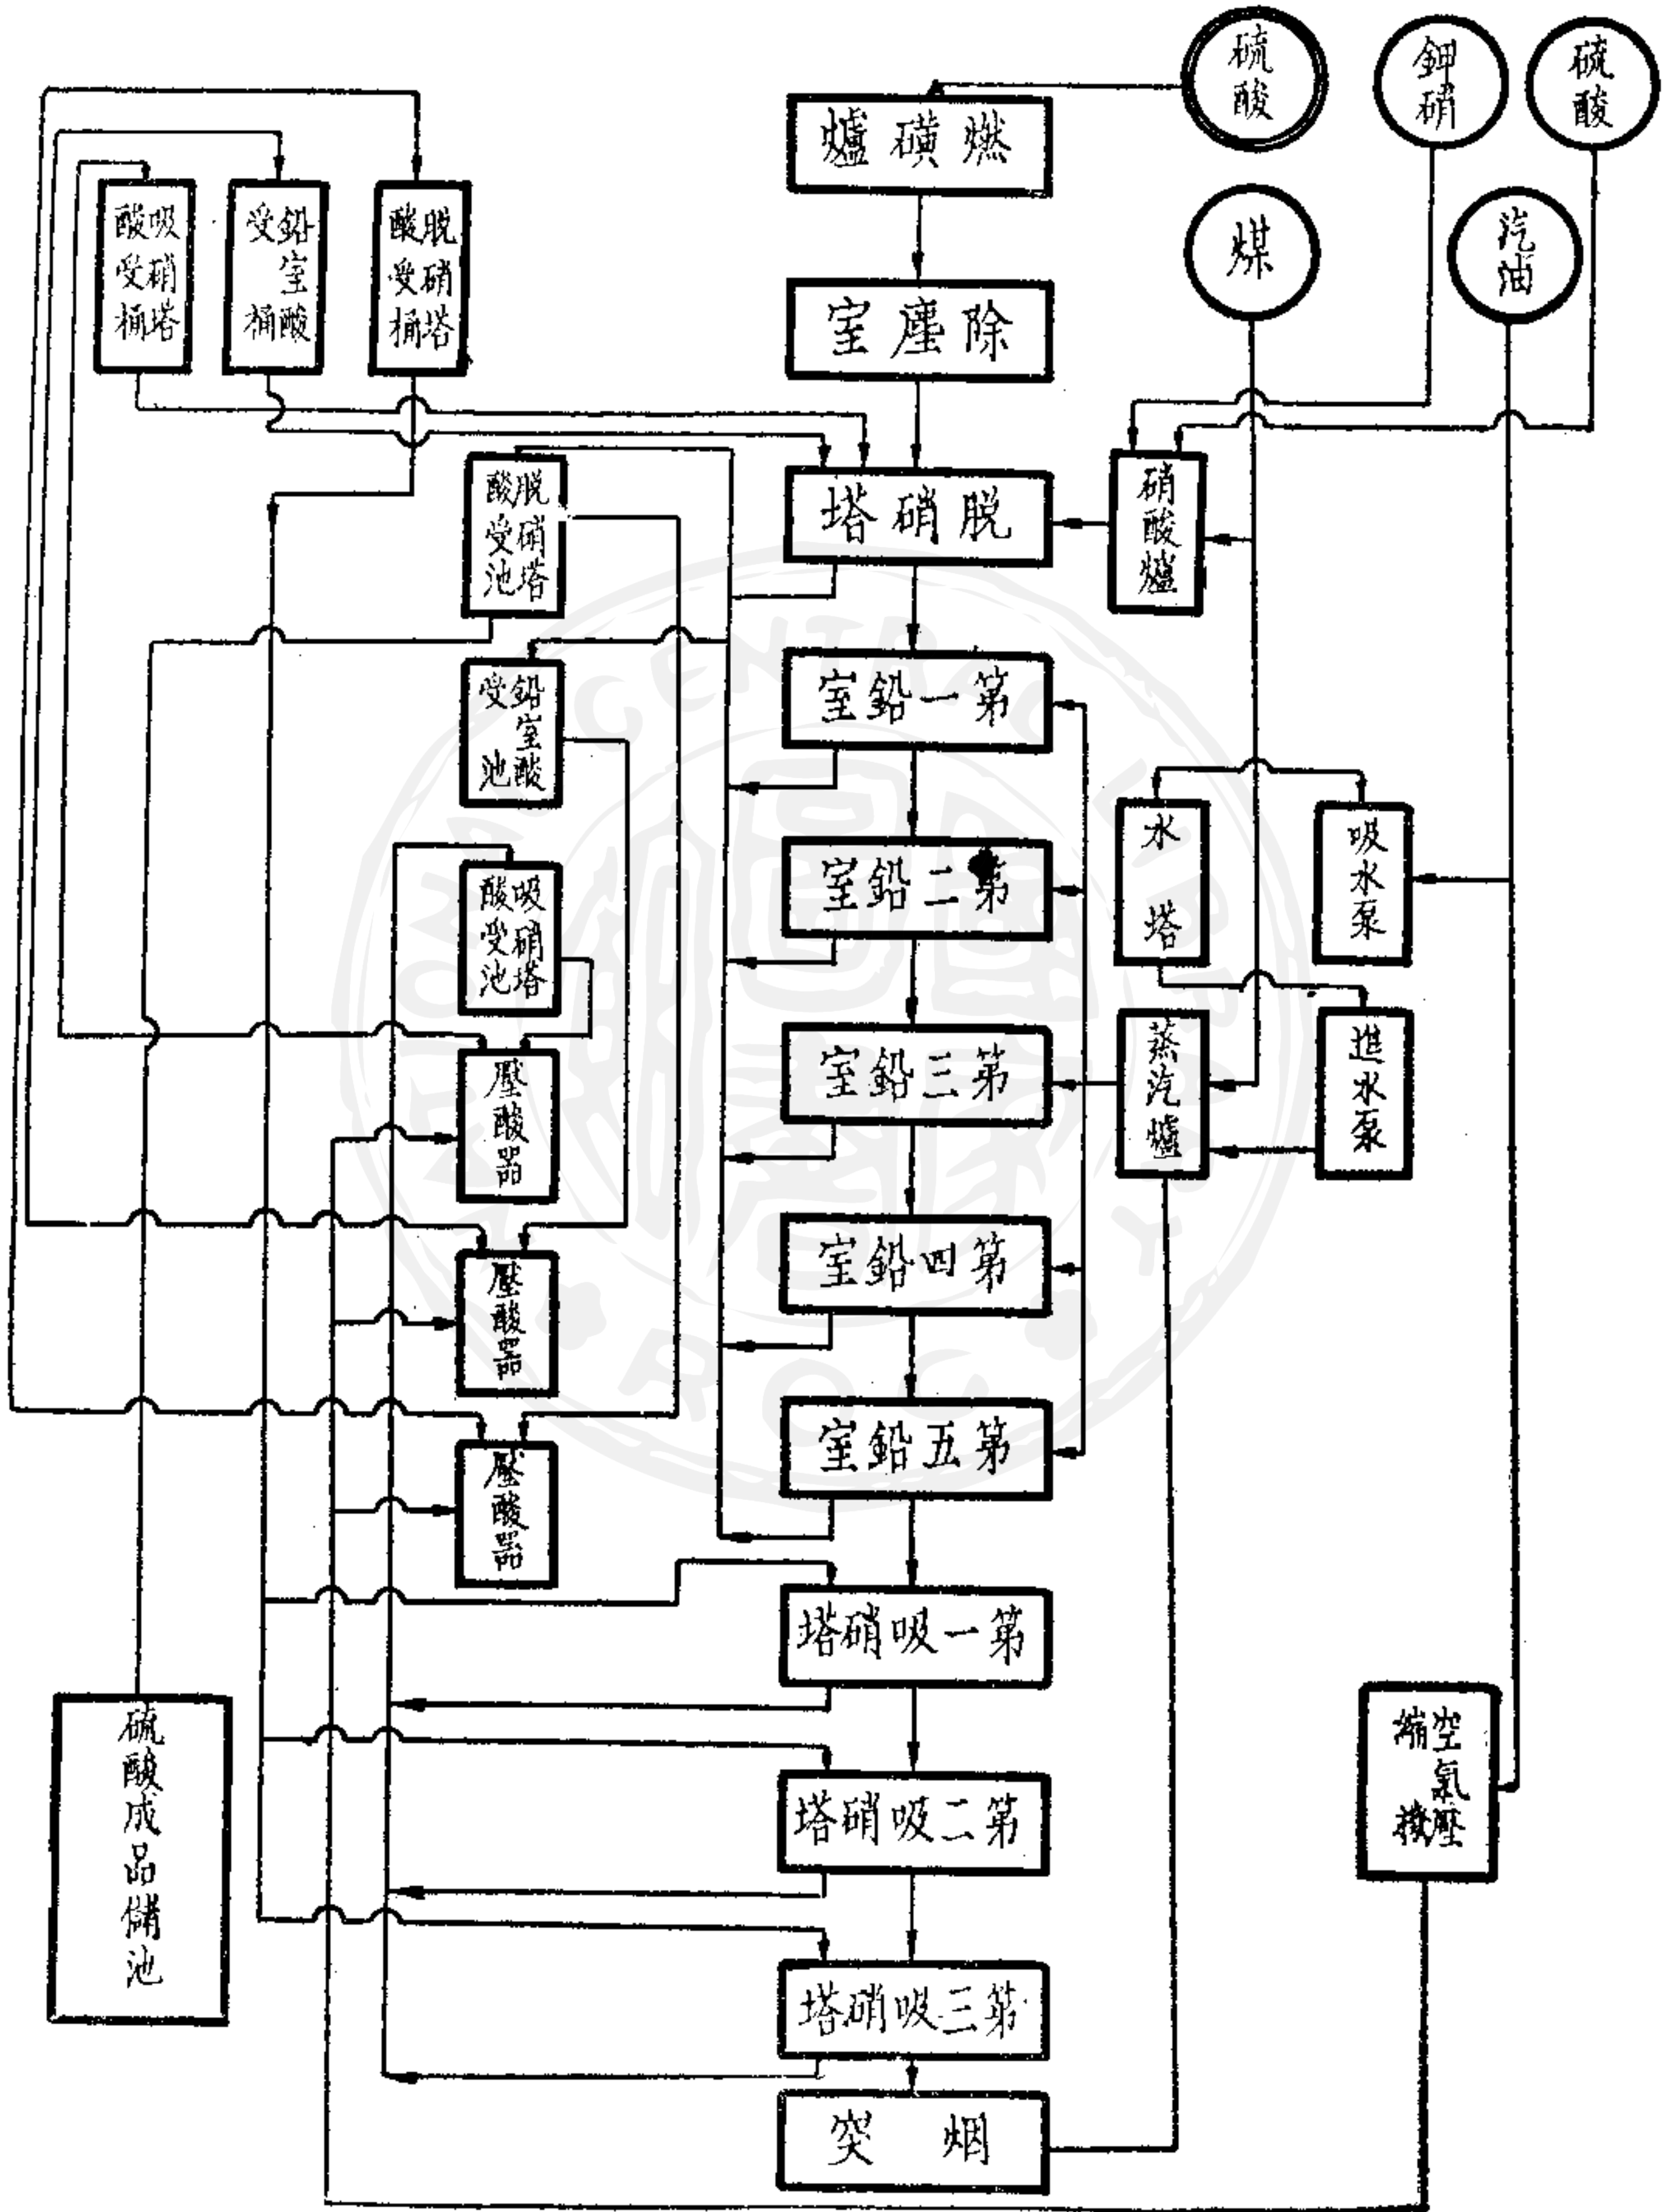 硫酸
鉀硝
硫酸
煤
汽油
燃磺爐
除塵室
脫硝塔
第一鉛室
第二鉛室
第三鉛室
第四鉛室
第五鉛室
第一吸硝塔
第二吸硝塔
第三吸硝塔
烟突
硝酸爐
吸水泵
水塔
進水泵
蒸汽爐
空氣壓縮機
脫硝塔酸受桶
鉛室酸受桶
吸硝塔酸受桶
脫硝塔酸受池
鉛室酸受池
吸硝塔酸受池
壓酸器
壓酸器
壓酸器
硫酸成品儲池
CENTRAL
LIBRARY
R.O.C